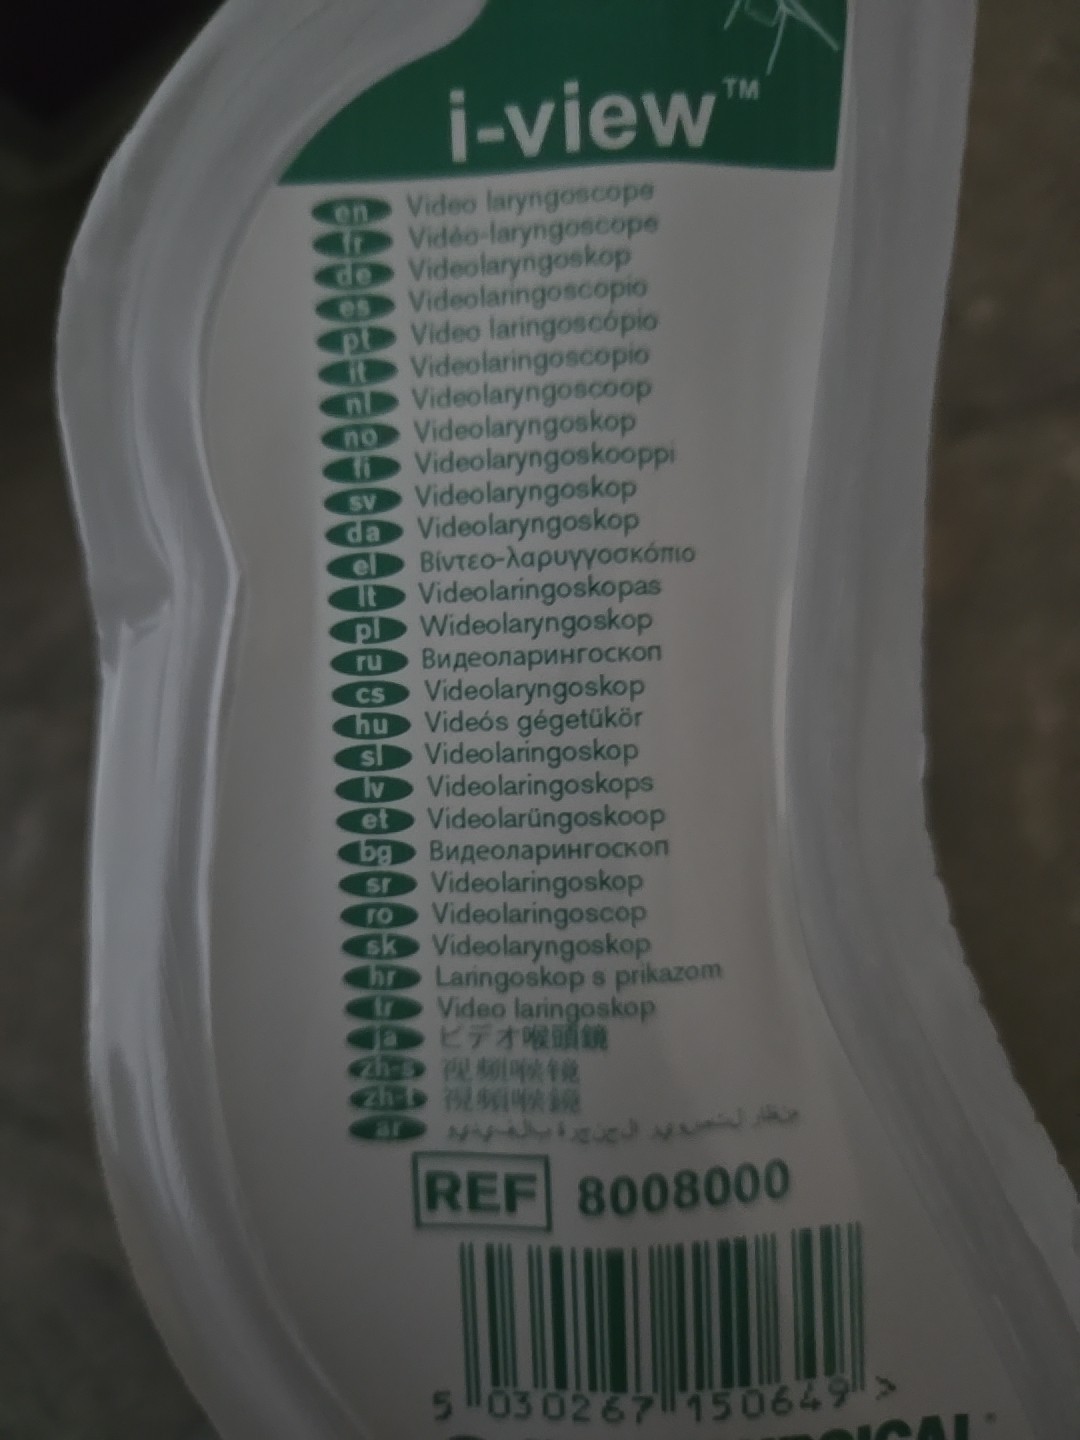 i-view™
en Video laryngoscope
fr Vidéo-laryngoscope
de Videolaryngoskop
es Videolaringoscopio
pt Video laringoscópio
it Videolaringoscopio
nl Videolaryngoscoop
no Videolaryngoskop
fi Videolaryngoskooppi
sv Videolaryngoskop
da Videolaryngoskop
el Βίντεο-λαρυγγοσκόπιο
lt Videolaringoskopas
pl Wideolaryngoskop
ru Видеоларингоскоп
cs Videolaryngoskop
hu Videós gégetükör
sl Videolaringoskop
lv Videolaringoskops
et Videolarüngoskoop
bg Видеоларингоскоп
sr Videolaringoskop
ro Videolaringoscop
sk Videolaryngoskop
hr Laringoskop s prikazom
tr Video laringoskop
ja ビデオ喉頭鏡
zh-s 视频喉镜
zh-t 視頻喉鏡
ar منظار لتصوير الحنجرة بالفيديو
REF 8008000
5 030267 150649 >